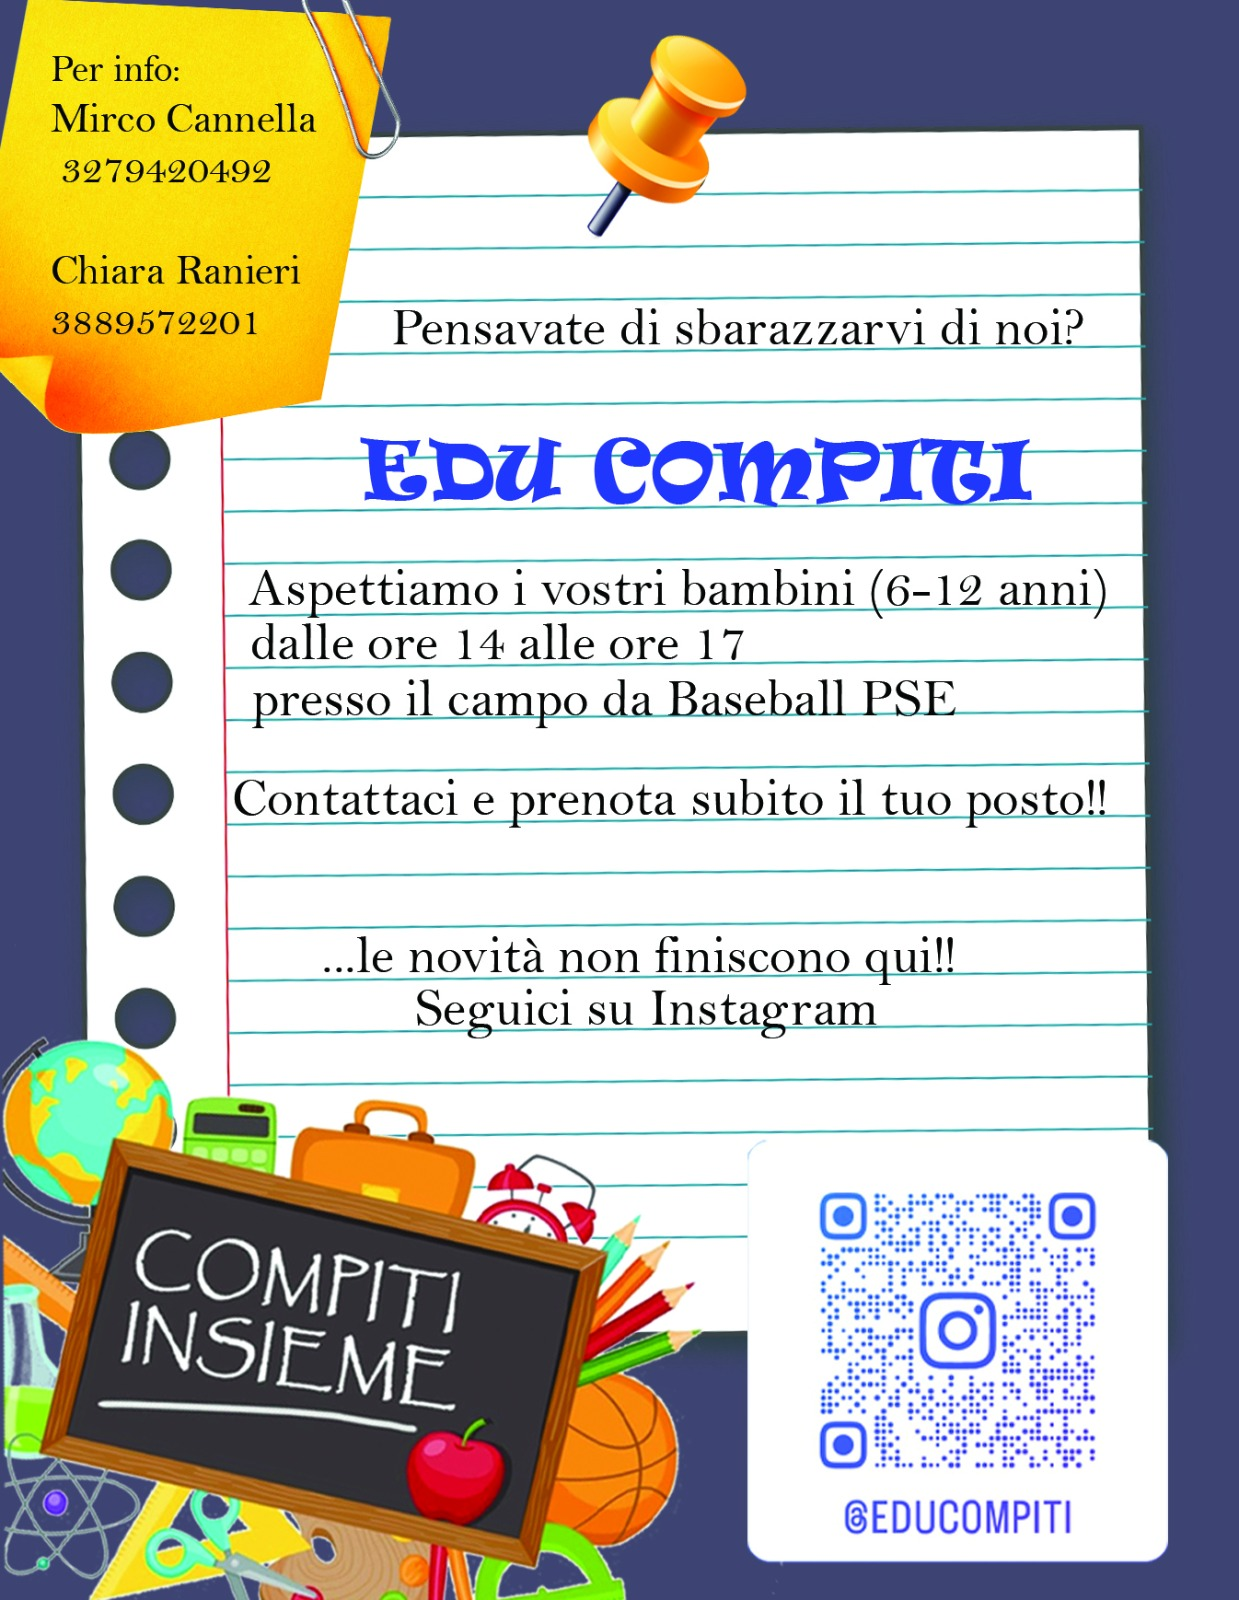 Per info:
Mirco Cannella
3279420492
Chiara Ranieri
3889572201
Pensavate di sbarazzarvi di noi?
EDU COMPITI
Aspettiamo i vostri bambini (6-12 anni)
dalle ore 14 alle ore 17
presso il campo da Baseball PSE
Contattaci e prenota subito il tuo posto!!
...le novità non finiscono qui!!
Seguici su Instagram
COMPITI
INSIEME
@EDUCOMPITI